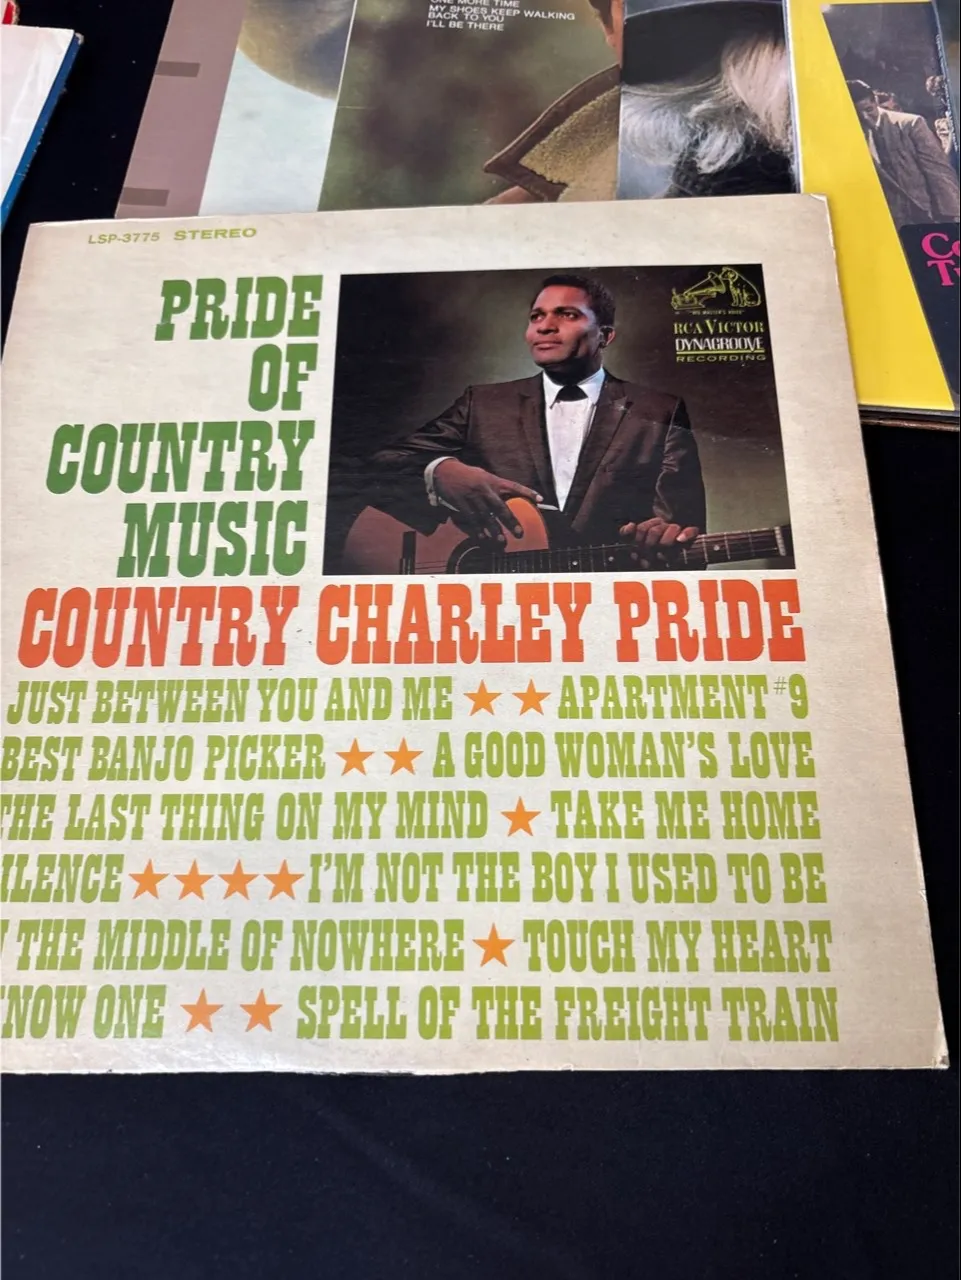 ONE MORE TIME
MY SHOES KEEP WALKING
BACK TO YOU
I'LL BE THERE
LSP-3775 STEREO
PRIDE
OF
COUNTRY
MUSIC
"HIS MASTER'S VOICE"
RCA VICTOR
DYNAGROOVE
RECORDING
COUNTRY CHARLEY PRIDE
JUST BETWEEN YOU AND ME ★ ★ APARTMENT #9
BEST BANJO PICKER ★ ★ A GOOD WOMAN'S LOVE
THE LAST THING ON MY MIND ★ TAKE ME HOME
ILENCE ★ ★ ★ ★ I'M NOT THE BOY I USED TO BE
THE MIDDLE OF NOWHERE ★ TOUCH MY HEART
NOW ONE ★ ★ SPELL OF THE FREIGHT TRAIN